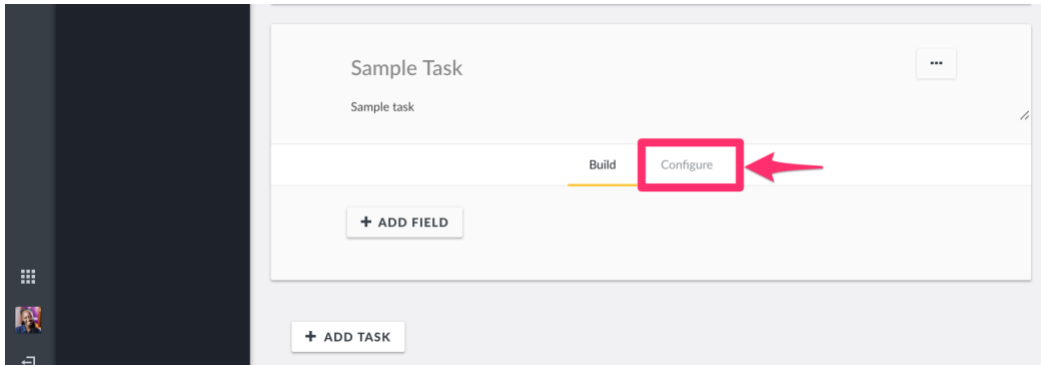 Sample Task
Sample task
Build
Configure
+ ADD FIELD
+ ADD TASK